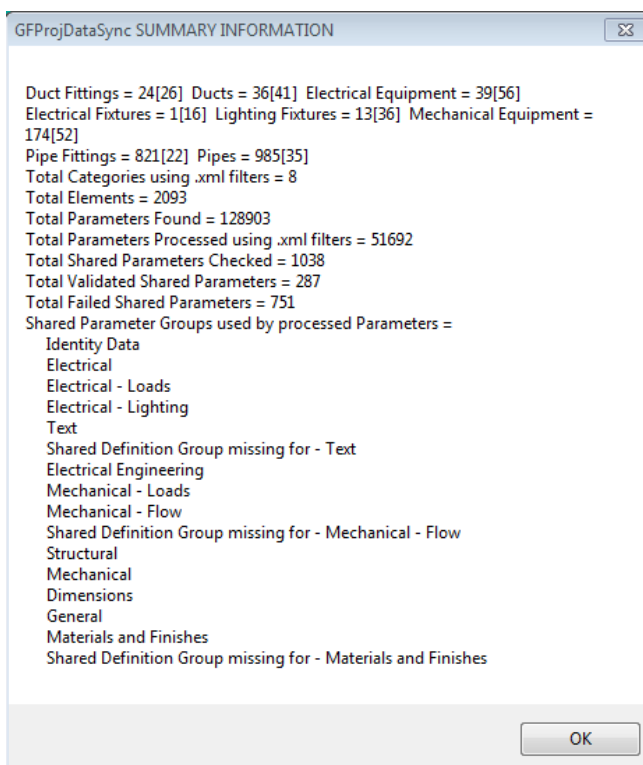 GFProjDataSync SUMMARY INFORMATION
Duct Fittings = 24[26]  Ducts = 36[41]  Electrical Equipment = 39[56]
Electrical Fixtures = 1[16]  Lighting Fixtures = 13[36]  Mechanical Equipment =
174[52]
Pipe Fittings = 821[22]  Pipes = 985[35]
Total Categories using .xml filters = 8
Total Elements = 2093
Total Parameters Found = 128903
Total Parameters Processed using .xml filters = 51692
Total Shared Parameters Checked = 1038
Total Validated Shared Parameters = 287
Total Failed Shared Parameters = 751
Shared Parameter Groups used by processed Parameters =
Identity Data
Electrical
Electrical - Loads
Electrical - Lighting
Text
Shared Definition Group missing for - Text
Electrical Engineering
Mechanical - Loads
Mechanical - Flow
Shared Definition Group missing for - Mechanical - Flow
Structural
Mechanical
Dimensions
General
Materials and Finishes
Shared Definition Group missing for - Materials and Finishes
OK